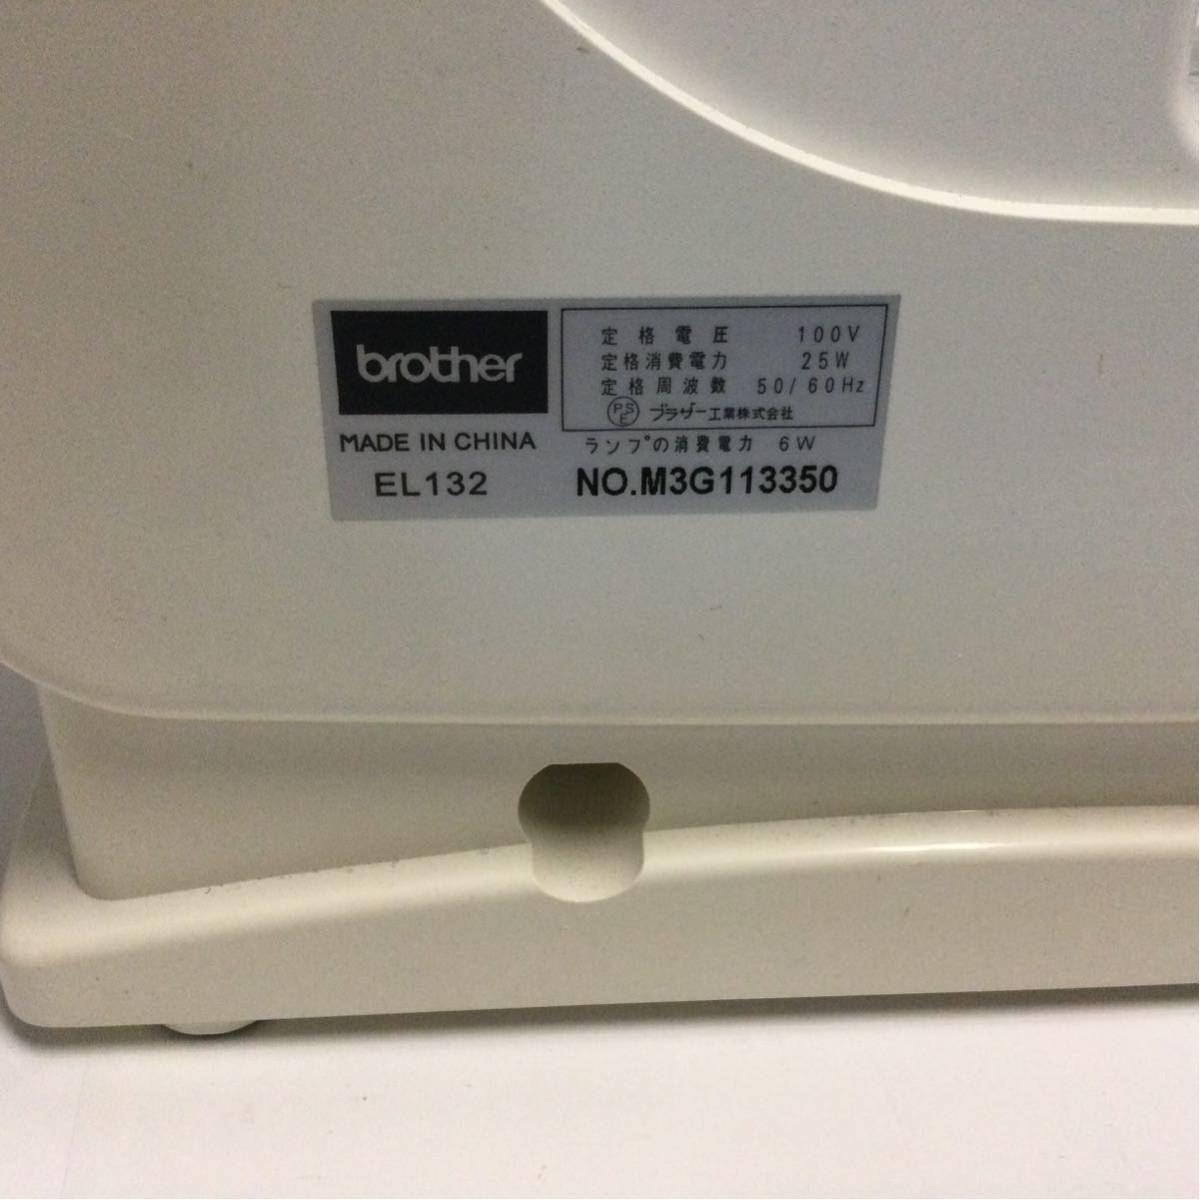 brother
MADE IN CHINA
EL132
定格電圧 100V
定格消費電力 25W
定格周波数 50/60Hz
PSE ブラザー工業株式会社
ランプの消費電力 6W
NO.M3G113350